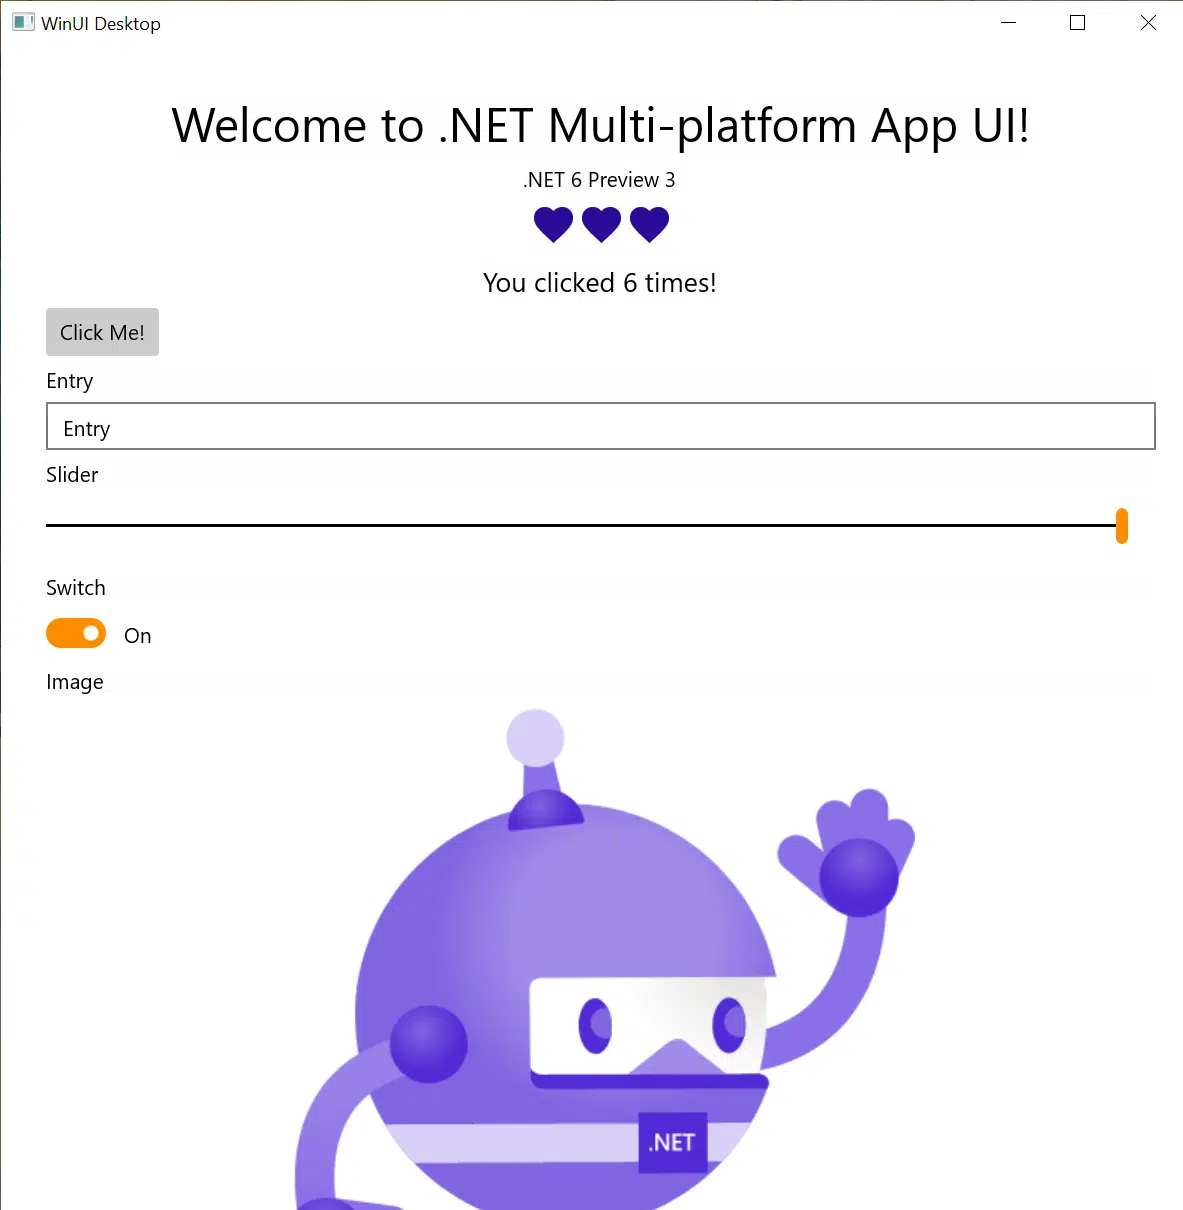 WinUI Desktop
Welcome to .NET Multi-platform App UI!
.NET 6 Preview 3
You clicked 6 times!
Click Me!
Entry
Entry
Slider
Switch
On
Image
.NET